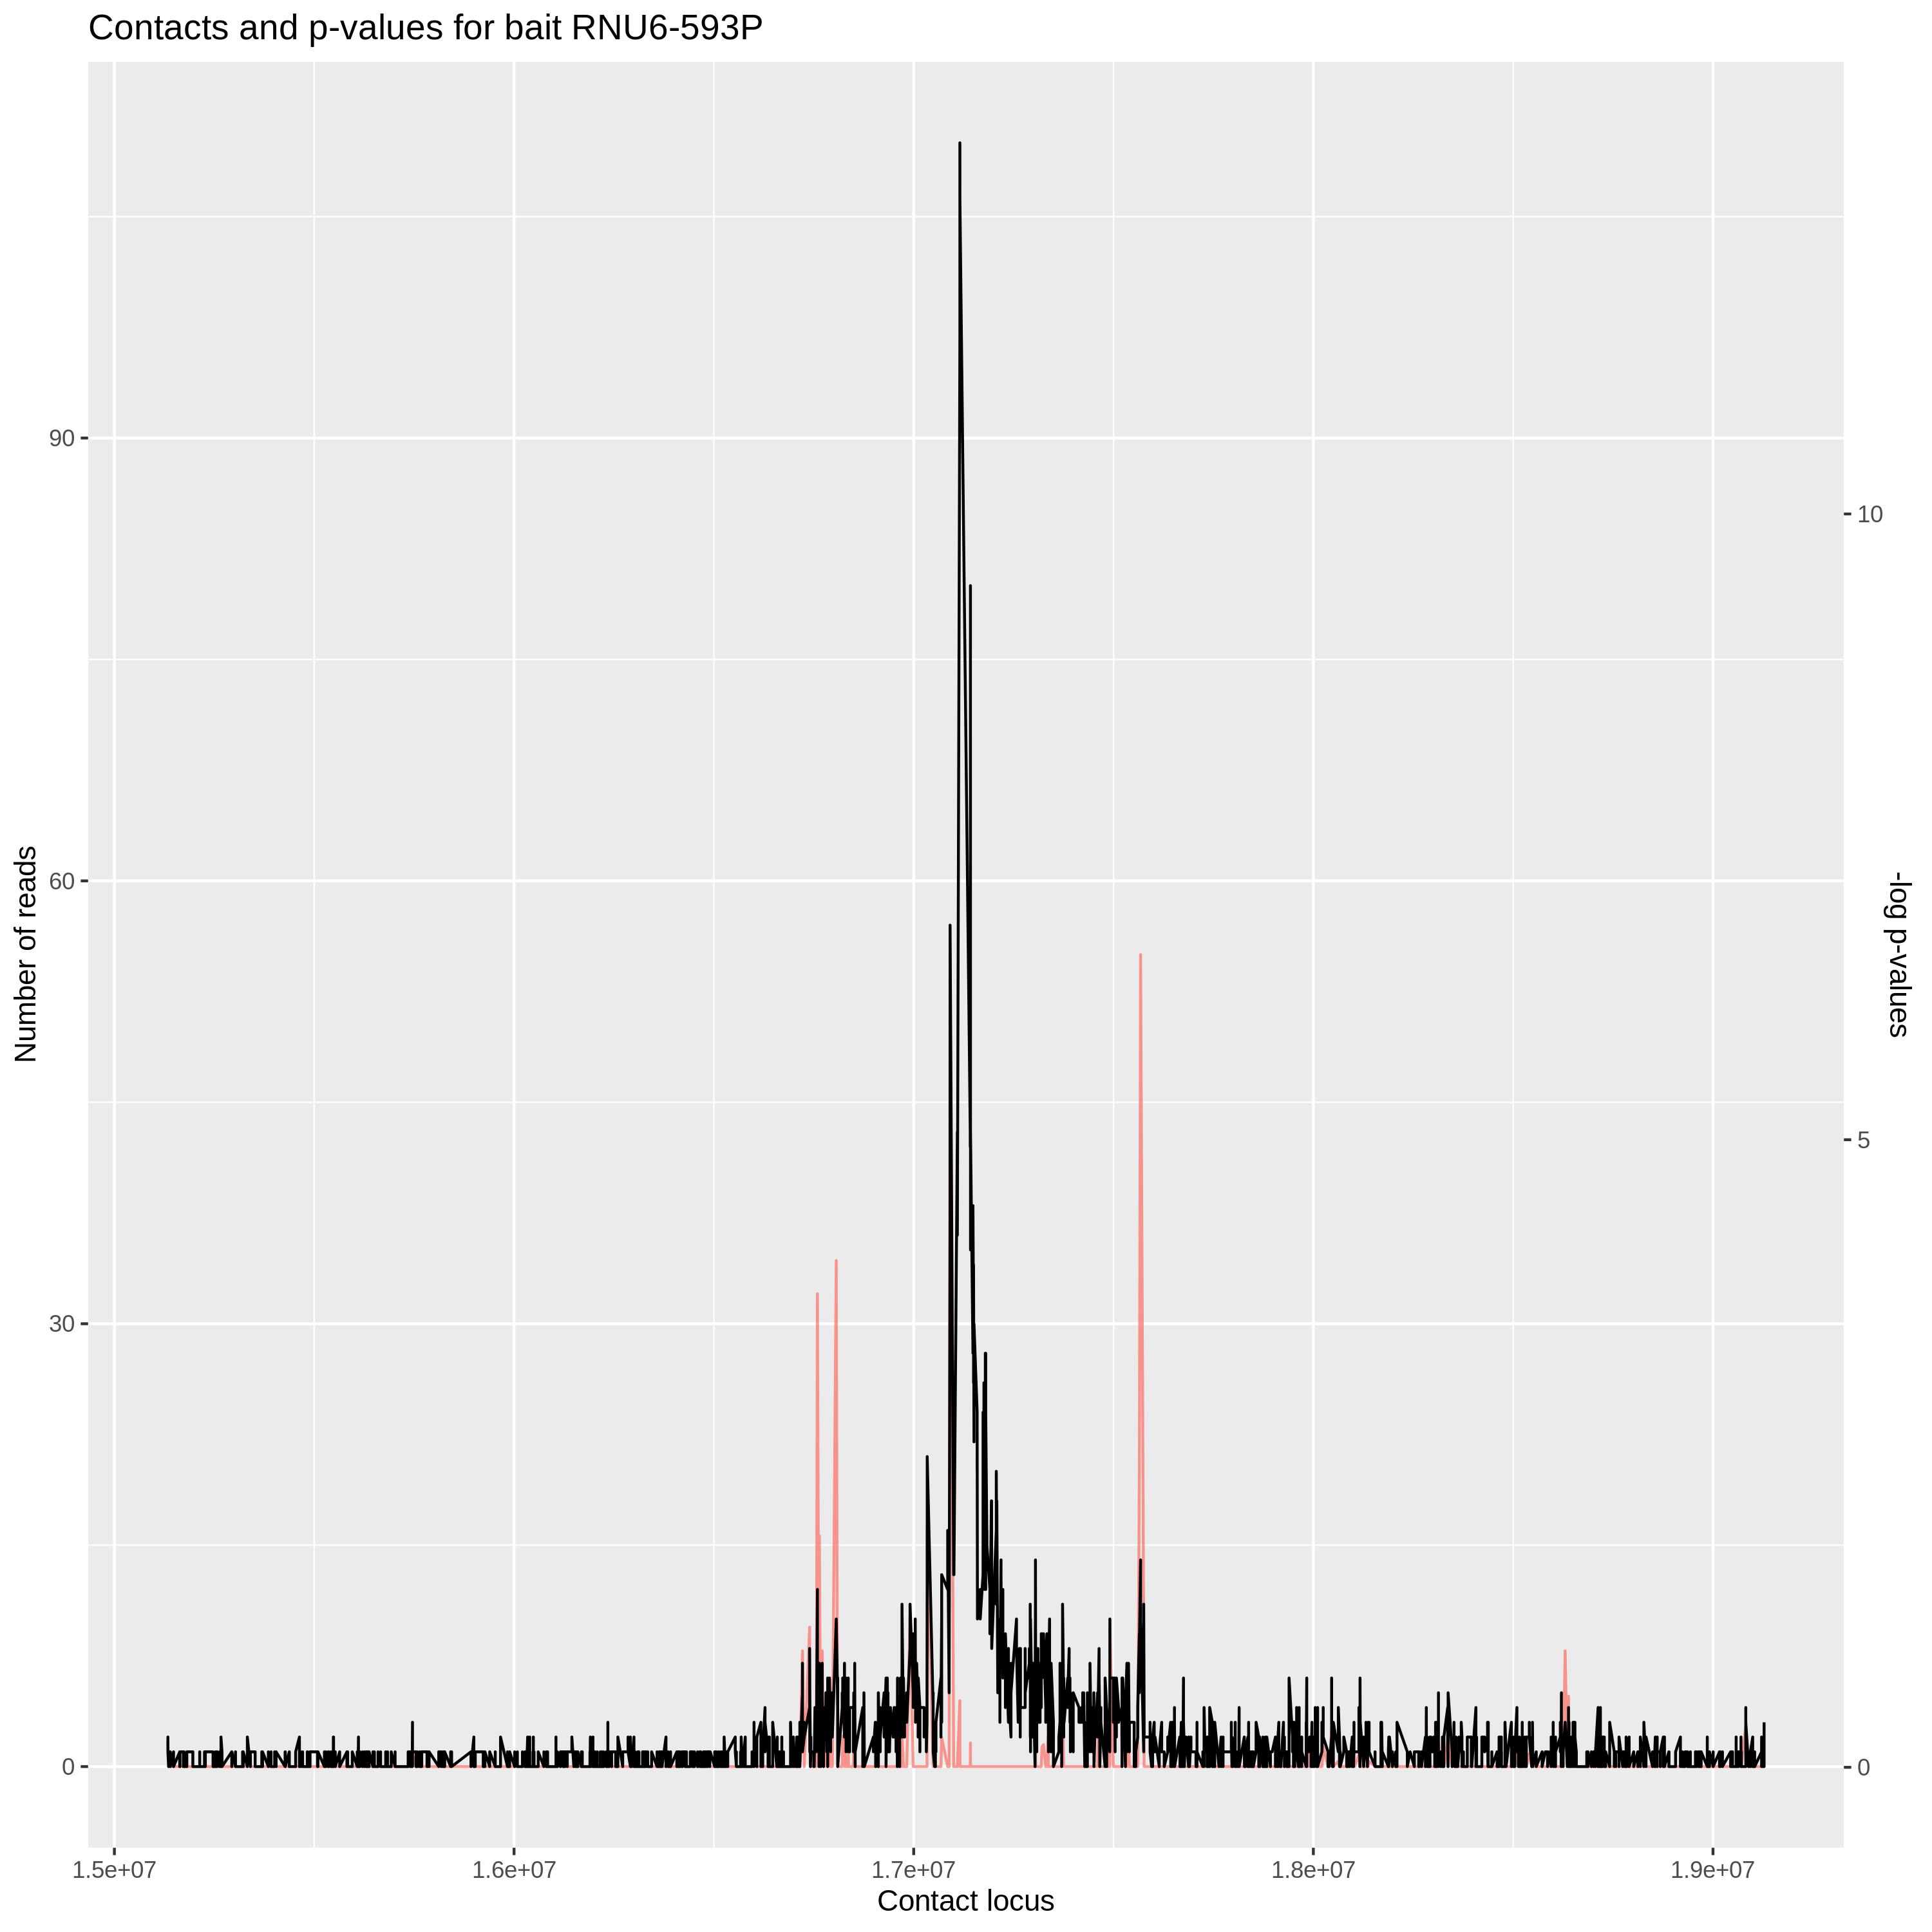 Contacts and p-values for bait RNU6-593P
90
60
30
0
Number of reads
10
5
0
-log p-values
1.5e+07
1.6e+07
1.7e+07
1.8e+07
1.9e+07
Contact locus